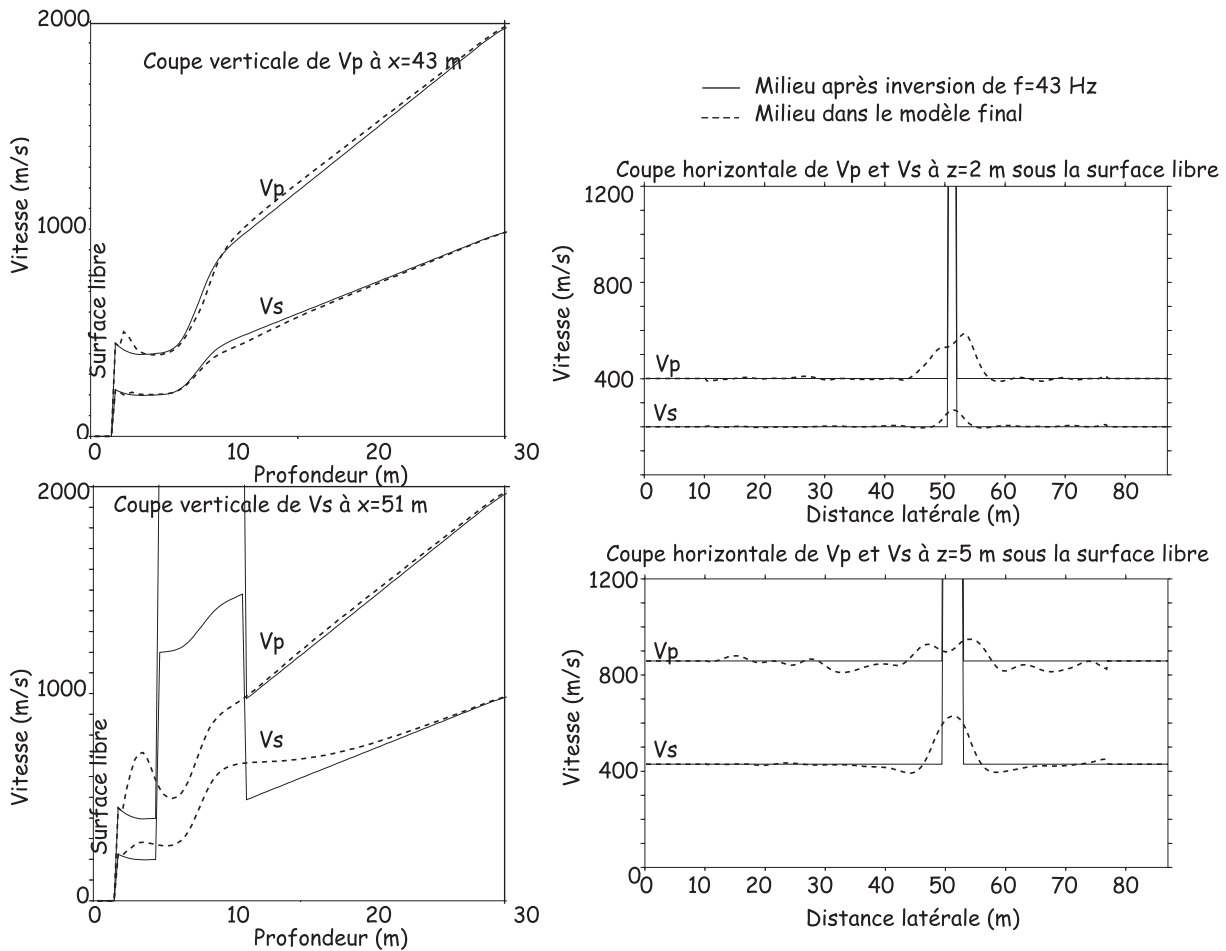 2000
Coupe verticale de Vp à x=43 m
Vitesse (m/s)
Vp
1000
Surface libre
Vs
0
0 10 20 30
Profondeur (m)
2000
Coupe verticale de Vs à x=51 m
Vitesse (m/s)
Vp
1000
Vs
Surface libre
0
0 10 20 30
Profondeur (m)
Milieu après inversion de f=43 Hz
Milieu dans le modèle final
Coupe horizontale de Vp et Vs à z=2 m sous la surface libre
1200
Vitesse (m/s)
800
Vp
400
Vs
0 10 20 30 40 50 60 70 80
Distance latérale (m)
Coupe horizontale de Vp et Vs à z=5 m sous la surface libre
1200
Vitesse (m/s)
Vp
800
Vs
400
0
0 10 20 30 40 50 60 70 80
Distance latérale (m)